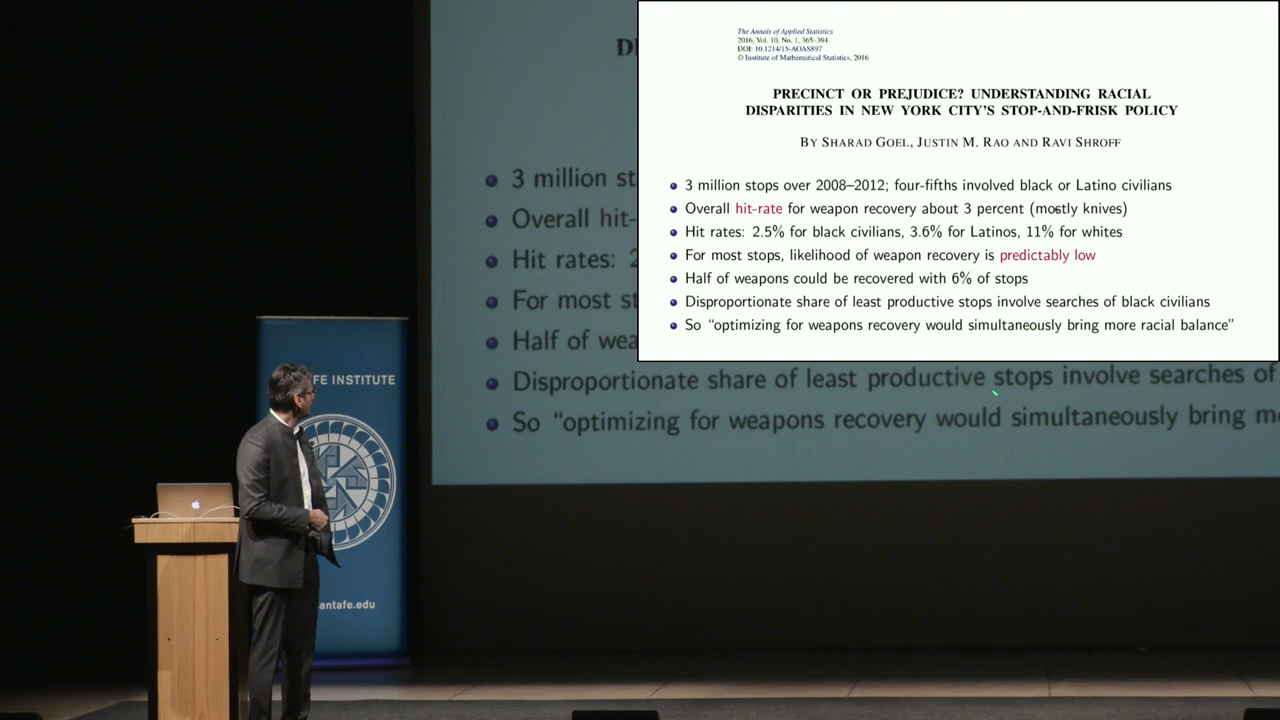 The Annals of Applied Statistics
2016, Vol. 10, No. 1, 365–394
DOI: 10.1214/15-AOAS897
© Institute of Mathematical Statistics, 2016
PRECINCT OR PREJUDICE? UNDERSTANDING RACIAL
DISPARITIES IN NEW YORK CITY'S STOP-AND-FRISK POLICY
BY SHARAD GOEL, JUSTIN M. RAO AND RAVI SHROFF
3 million stops over 2008–2012; four-fifths involved black or Latino civilians
Overall hit-rate for weapon recovery about 3 percent (mostly knives)
Hit rates: 2.5% for black civilians, 3.6% for Latinos, 11% for whites
For most stops, likelihood of weapon recovery is predictably low
Half of weapons could be recovered with 6% of stops
Disproportionate share of least productive stops involve searches of black civilians
So “optimizing for weapons recovery would simultaneously bring more racial balance”
DI
3 million st
Overall hit-
Hit rates: 2
For most st
Half of wea
Disproportionate share of least productive stops involve searches of
So “optimizing for weapons recovery would simultaneously bring m
FE INSTITUTE
antafe.edu